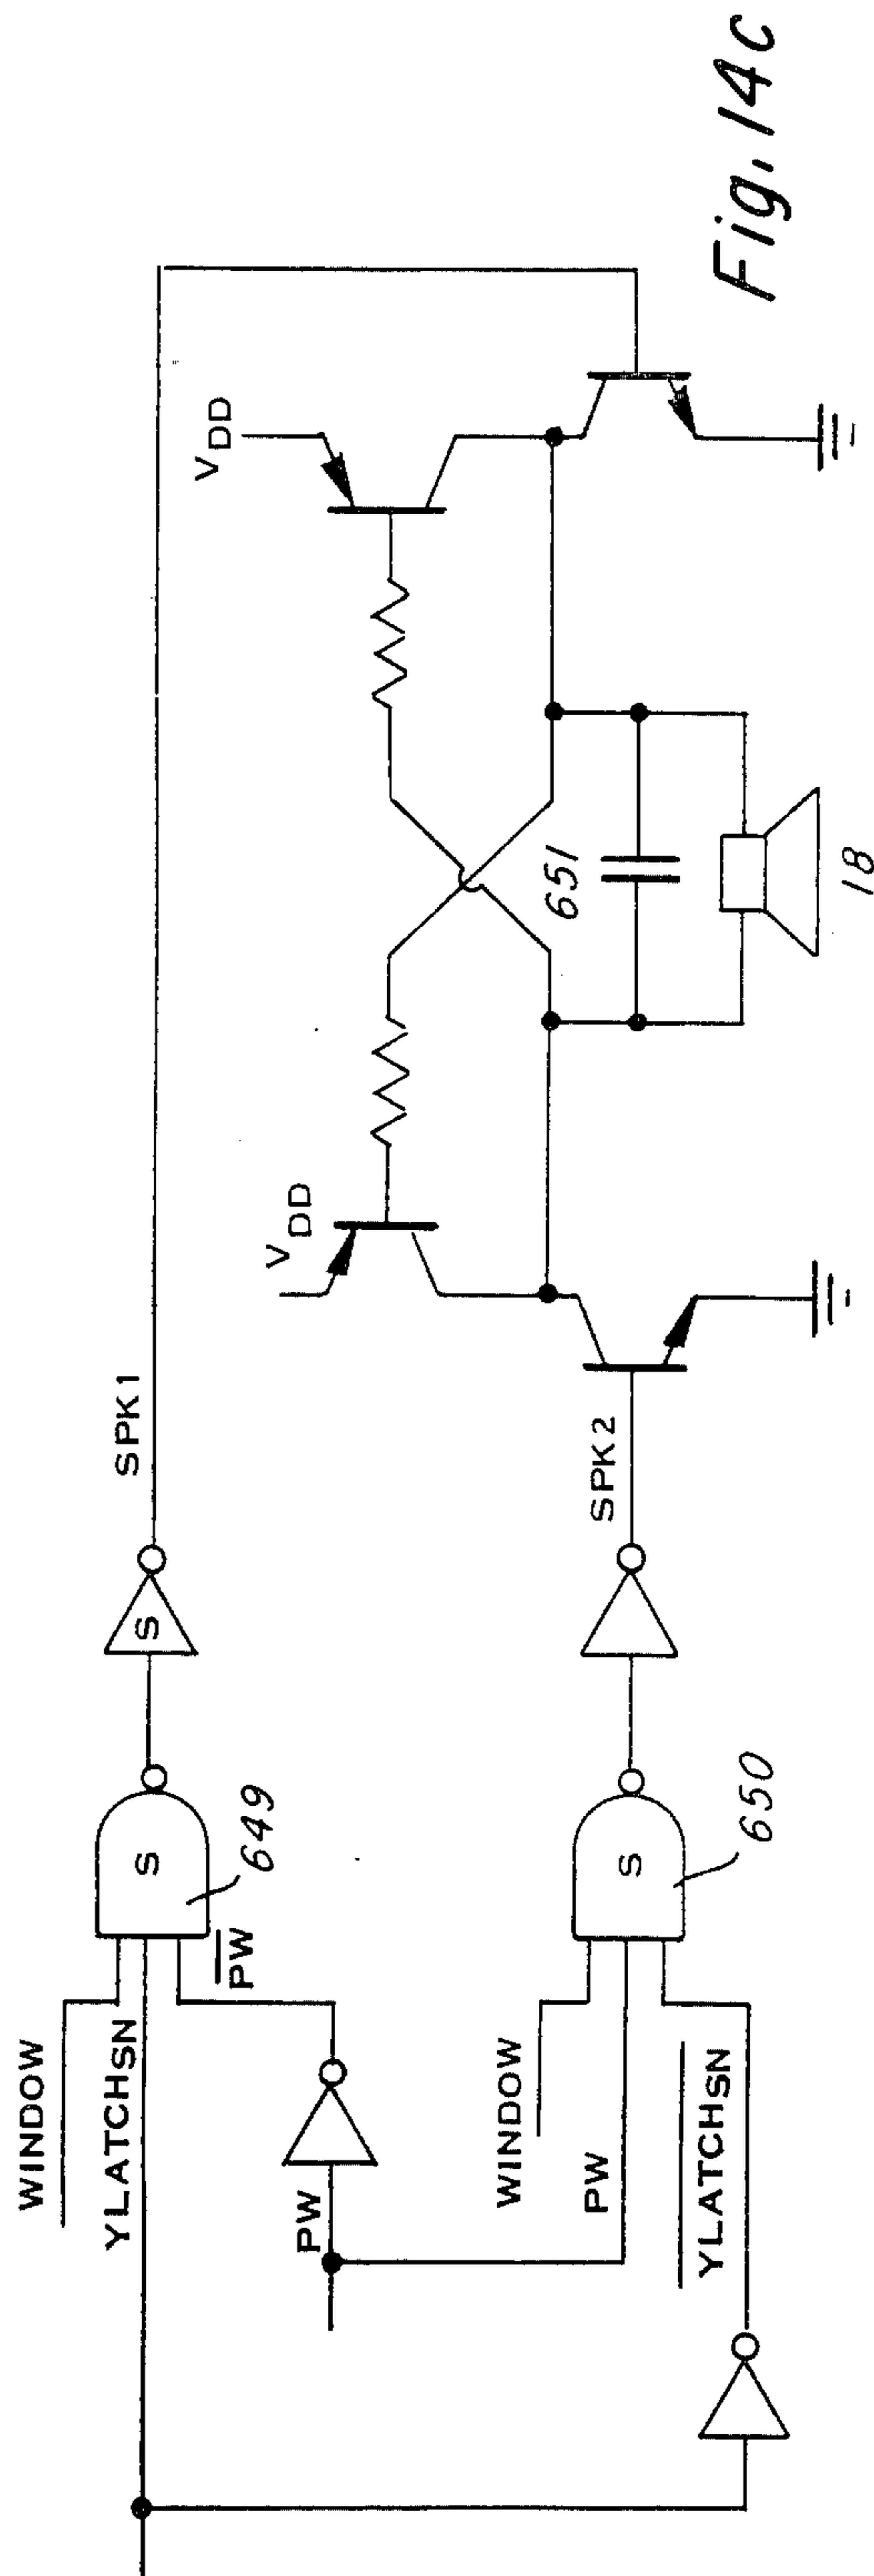 Fig. 14c
SPK1
VDD
VDD
S
S
649
WINDOW
YLATCHSN
PW
PW
651
18
SPK2
S
650
WINDOW
PW
YLATCHSN